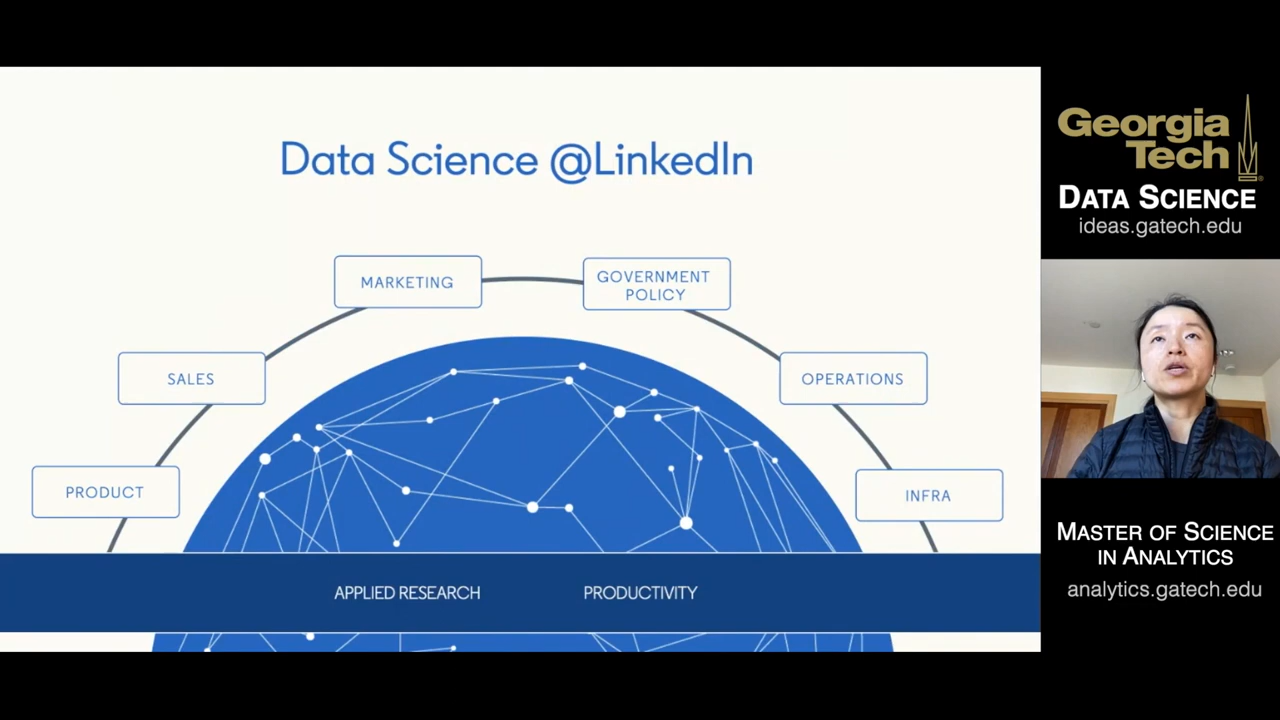 Data Science @LinkedIn
MARKETING
GOVERNMENT
POLICY
SALES
OPERATIONS
PRODUCT
INFRA
APPLIED RESEARCH
PRODUCTIVITY
Georgia
Tech
DATA SCIENCE
ideas.gatech.edu
MASTER OF SCIENCE
IN ANALYTICS
analytics.gatech.edu